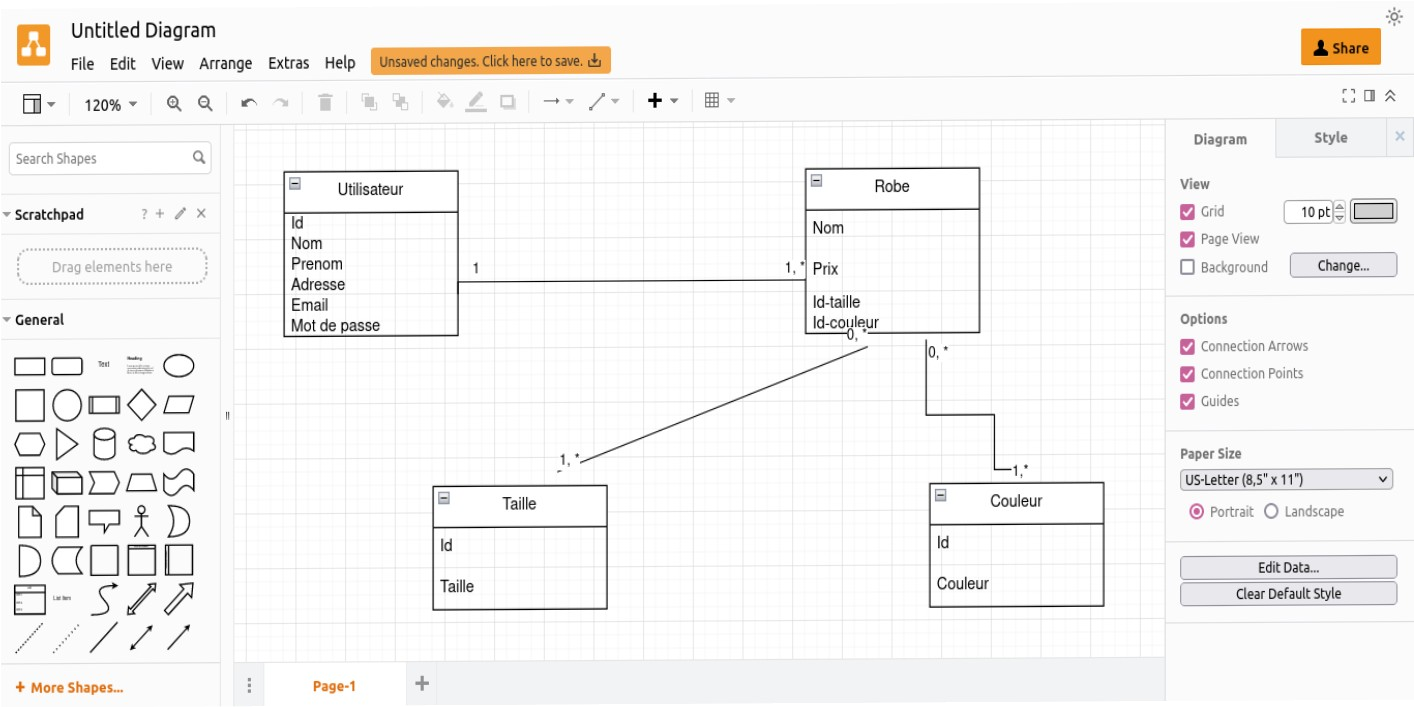 Untitled Diagram
File Edit View Arrange Extras Help Unsaved changes. Click here to save.
Share
120%
Search Shapes
Scratchpad ? + ✕
Drag elements here
General
Text
Heading
List Item
+ More Shapes...
Utilisateur
Id
Nom
Prenom
Adresse
Email
Mot de passe
1
1, *
Robe
Nom
Prix
Id-taille
Id-couleur
0, *
0, *
1, *
1,*
Taille
Id
Taille
Couleur
Id
Couleur
Page-1
Diagram Style
View
Grid 10 pt
Page View
Background Change...
Options
Connection Arrows
Connection Points
Guides
Paper Size
US-Letter (8,5" x 11")
Portrait Landscape
Edit Data...
Clear Default Style